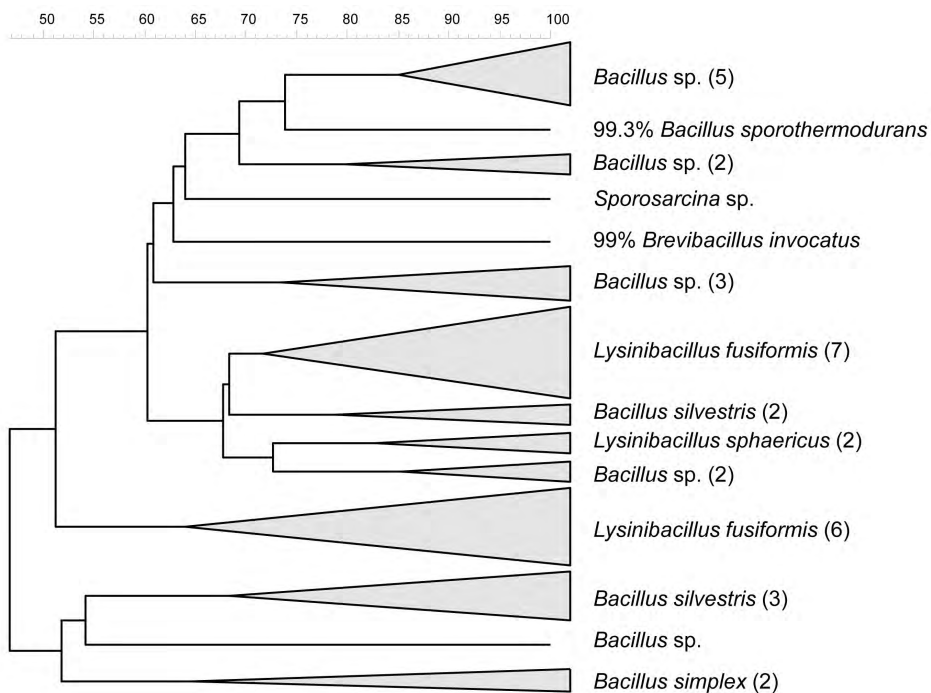 50 55 60 65 70 75 80 85 90 95 100
Bacillus sp. (5)
99.3% Bacillus sporothermodurans
Bacillus sp. (2)
Sporosarcina sp.
99% Brevibacillus invocatus
Bacillus sp. (3)
Lysinibacillus fusiformis (7)
Bacillus silvestris (2)
Lysinibacillus sphaericus (2)
Bacillus sp. (2)
Lysinibacillus fusiformis (6)
Bacillus silvestris (3)
Bacillus sp.
Bacillus simplex (2)